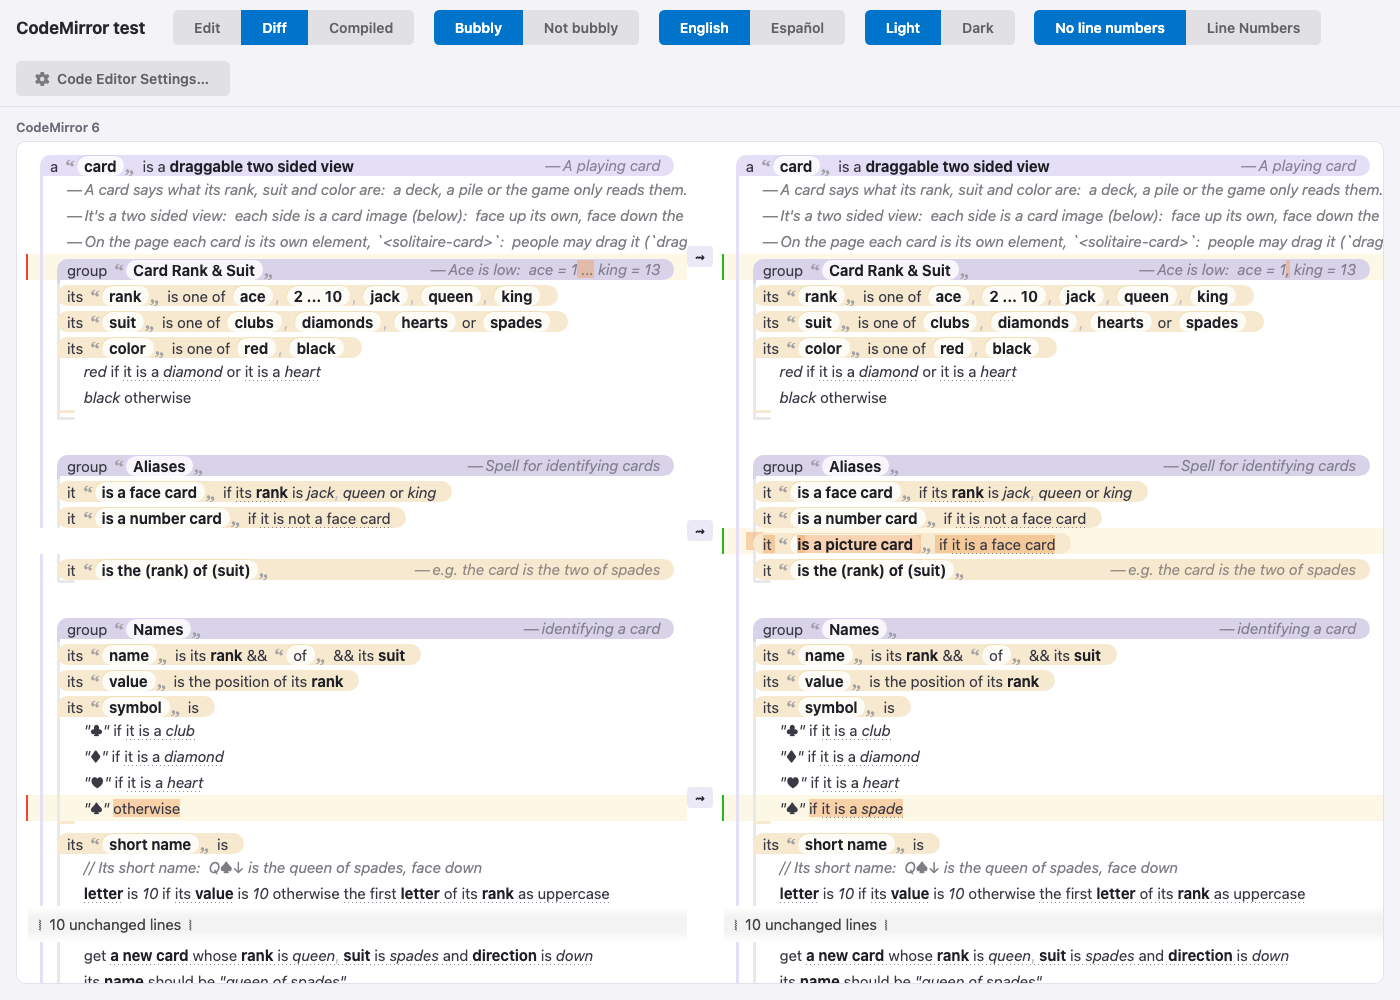 CodeMirror test Edit Diff Compiled Bubbly Not bubbly English Español Light Dark No line numbers Line Numbers
Code Editor Settings...
CodeMirror 6
a “ card „ is a draggable two sided view — A playing card
— A card says what its rank, suit and color are: a deck, a pile or the game only reads them.
— It's a two sided view: each side is a card image (below): face up its own, face down the
— On the page each card is its own element, `<solitaire-card>`: people may drag it (`drag
group “ Card Rank & Suit „ — Ace is low: ace = 1 ... king = 13
its “ rank „ is one of ace , 2 ... 10 , jack , queen , king
its “ suit „ is one of clubs , diamonds , hearts or spades
its “ color „ is one of red , black
red if it is a diamond or it is a heart
black otherwise
group “ Aliases „ — Spell for identifying cards
it “ is a face card „ if its rank is jack, queen or king
it “ is a number card „ if it is not a face card
it “ is the (rank) of (suit) „ — e.g. the card is the two of spades
group “ Names „ — identifying a card
its “ name „ is its rank && “ of „ && its suit
its “ value „ is the position of its rank
its “ symbol „ is
"♣" if it is a club
"♦" if it is a diamond
"♥" if it is a heart
"♠" otherwise
its “ short name „ is
// Its short name: Q♠↓ is the queen of spades, face down
letter is 10 if its value is 10 otherwise the first letter of its rank as uppercase
10 unchanged lines
get a new card whose rank is queen, suit is spades and direction is down
its name should be "queen of spades"
a “ card „ is a draggable two sided view — A playing card
— A card says what its rank, suit and color are: a deck, a pile or the game only reads them.
— It's a two sided view: each side is a card image (below): face up its own, face down the
— On the page each card is its own element, `<solitaire-card>`: people may drag it (`drag
group “ Card Rank & Suit „ — Ace is low: ace = 1, king = 13
its “ rank „ is one of ace , 2 ... 10 , jack , queen , king
its “ suit „ is one of clubs , diamonds , hearts or spades
its “ color „ is one of red , black
red if it is a diamond or it is a heart
black otherwise
group “ Aliases „ — Spell for identifying cards
it “ is a face card „ if its rank is jack, queen or king
it “ is a number card „ if it is not a face card
it “ is a picture card „ if it is a face card
it “ is the (rank) of (suit) „ — e.g. the card is the two of spades
group “ Names „ — identifying a card
its “ name „ is its rank && “ of „ && its suit
its “ value „ is the position of its rank
its “ symbol „ is
"♣" if it is a club
"♦" if it is a diamond
"♥" if it is a heart
"♠" if it is a spade
its “ short name „ is
// Its short name: Q♠↓ is the queen of spades, face down
letter is 10 if its value is 10 otherwise the first letter of its rank as uppercase
10 unchanged lines
get a new card whose rank is queen, suit is spades and direction is down
its name should be "queen of spades"